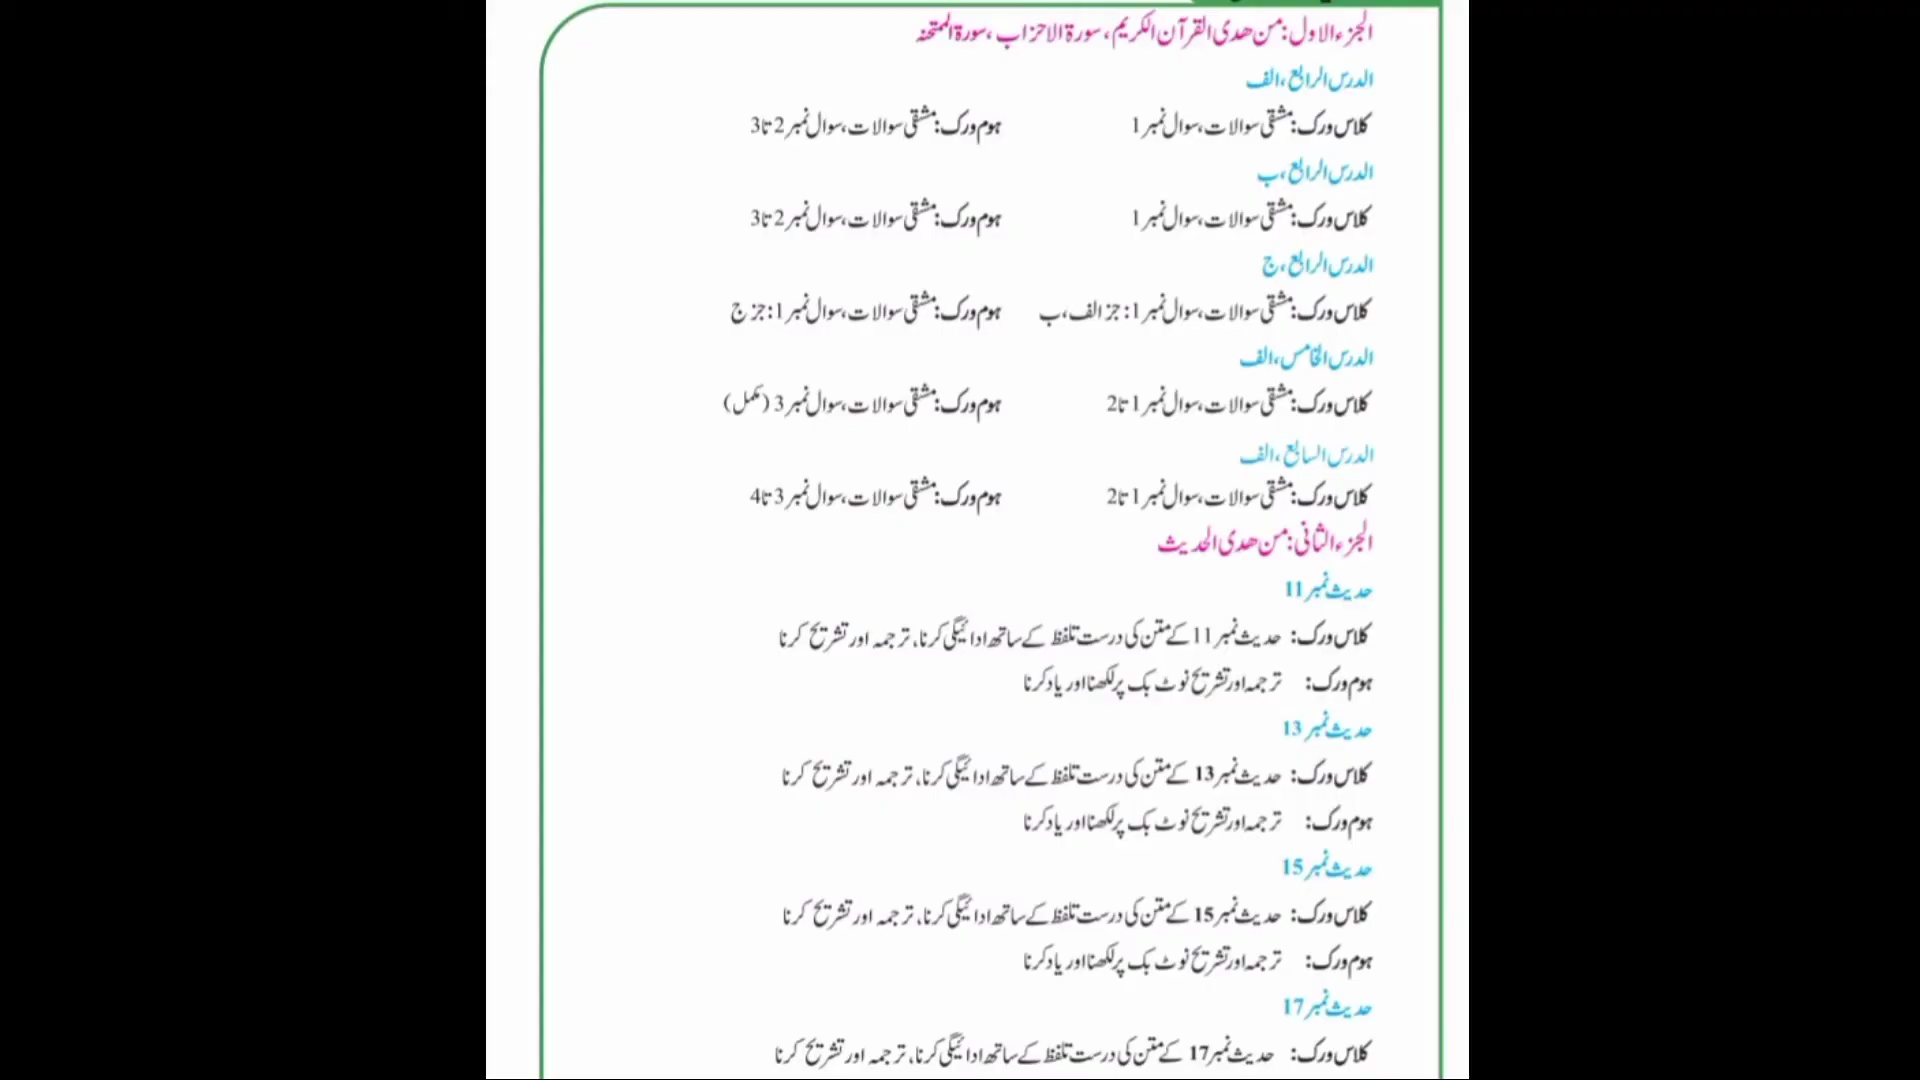 الجزء الاول: من ھدی القرآن الکریم، سورۃ الاحزاب، سورۃ الممتحنہ
الدرس الرابع، الف
کلاس ورک: مشقی سوالات، سوال نمبر 1 ہوم ورک: مشقی سوالات، سوال نمبر 2 تا 3
الدرس الرابع، ب
کلاس ورک: مشقی سوالات، سوال نمبر 1 ہوم ورک: مشقی سوالات، سوال نمبر 2 تا 3
الدرس الرابع، ج
کلاس ورک: مشقی سوالات، سوال نمبر 1: جز الف، ب ہوم ورک: مشقی سوالات، سوال نمبر 1: جز ج
الدرس الخامس، الف
کلاس ورک: مشقی سوالات، سوال نمبر 1 تا 2 ہوم ورک: مشقی سوالات، سوال نمبر 3 (مکمل)
الدرس السابع، الف
کلاس ورک: مشقی سوالات، سوال نمبر 1 تا 2 ہوم ورک: مشقی سوالات، سوال نمبر 3 تا 4
الجزء الثانی: من ھدی الحدیث
حدیث نمبر 11
کلاس ورک: حدیث نمبر 11 کے متن کی درست تلفظ کے ساتھ ادائیگی کرنا، ترجمہ اور تشریح کرنا
ہوم ورک: ترجمہ اور تشریح نوٹ بک پر لکھنا اور یاد کرنا
حدیث نمبر 13
کلاس ورک: حدیث نمبر 13 کے متن کی درست تلفظ کے ساتھ ادائیگی کرنا، ترجمہ اور تشریح کرنا
ہوم ورک: ترجمہ اور تشریح نوٹ بک پر لکھنا اور یاد کرنا
حدیث نمبر 15
کلاس ورک: حدیث نمبر 15 کے متن کی درست تلفظ کے ساتھ ادائیگی کرنا، ترجمہ اور تشریح کرنا
ہوم ورک: ترجمہ اور تشریح نوٹ بک پر لکھنا اور یاد کرنا
حدیث نمبر 17
کلاس ورک: حدیث نمبر 17 کے متن کی درست تلفظ کے ساتھ ادائیگی کرنا، ترجمہ اور تشریح کرنا